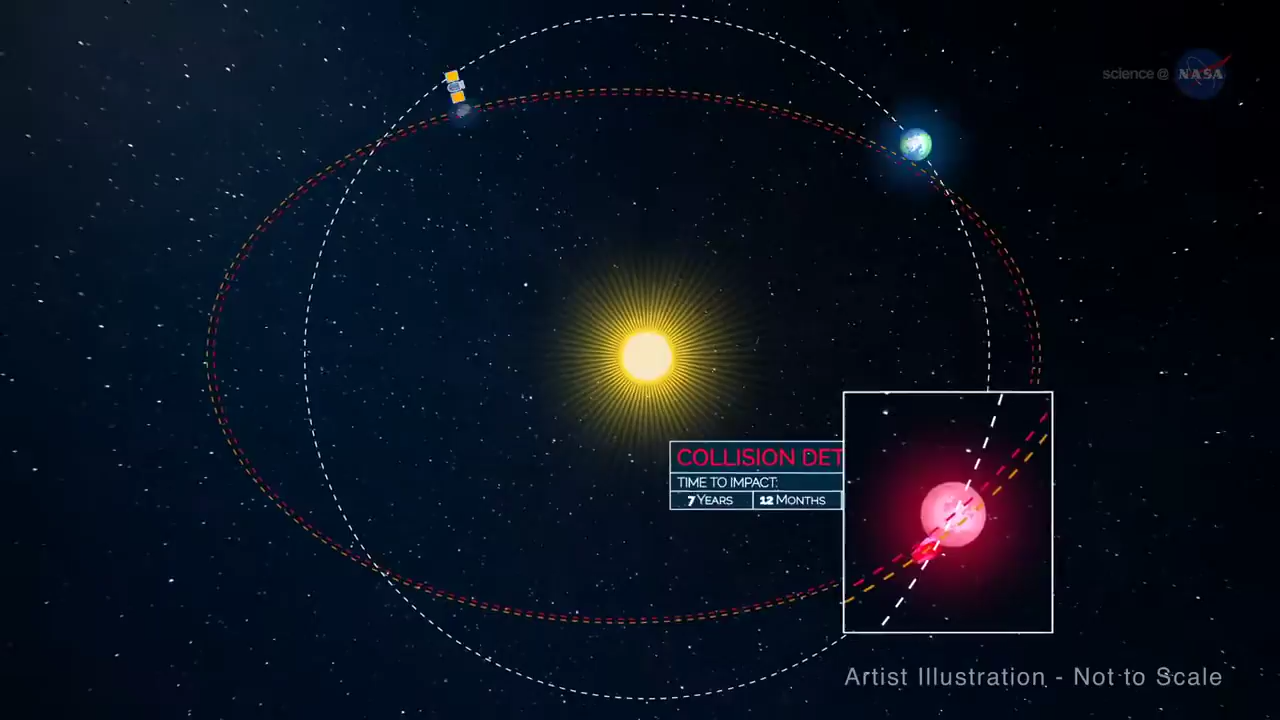 science@ NASA
COLLISION DET
TIME TO IMPACT:
7 YEARS 12 MONTHS
Artist Illustration - Not to Scale